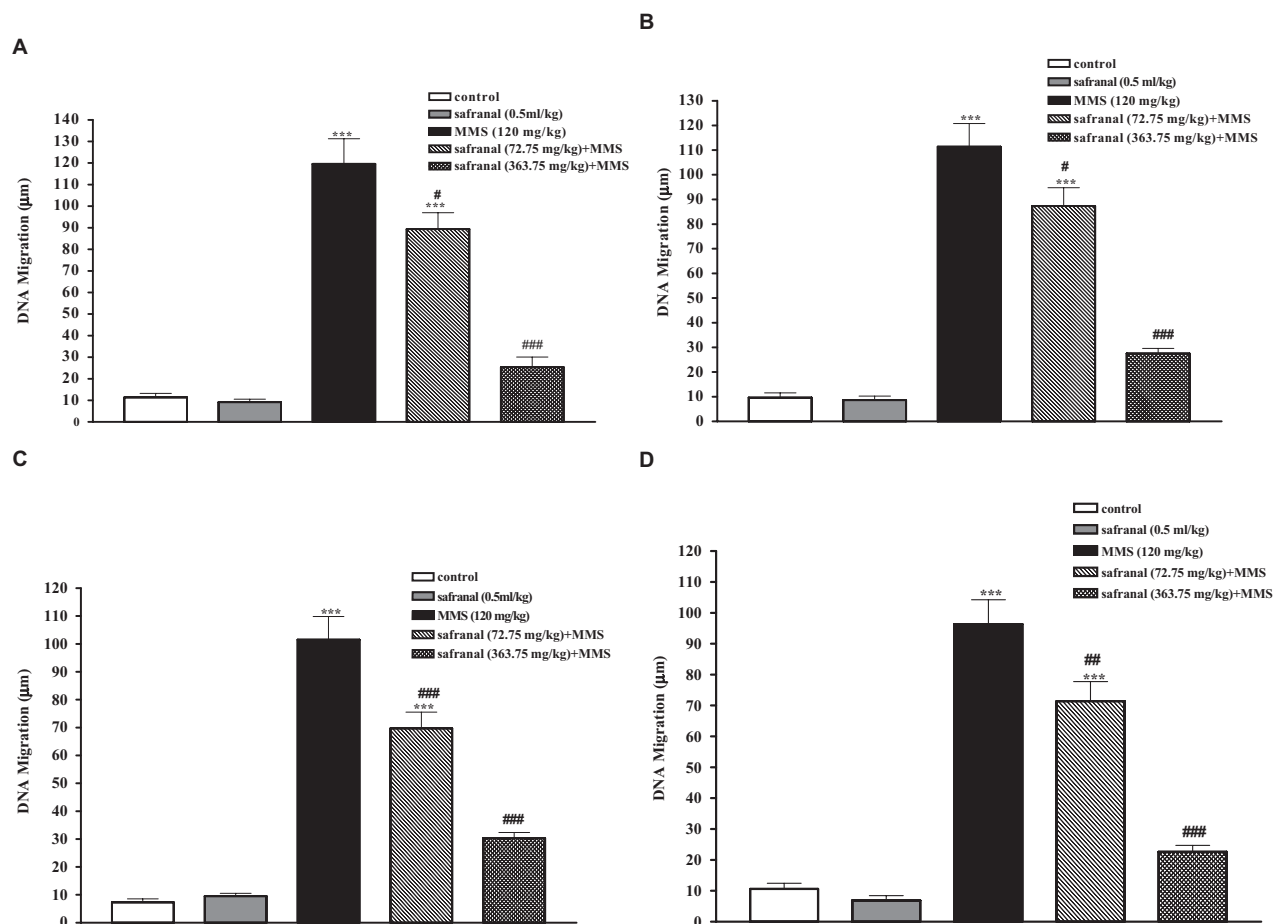 A
control
safranal (0.5ml/kg)
MMS (120 mg/kg)
safranal (72.75 mg/kg)+MMS
safranal (363.75 mg/kg)+MMS
DNA Migration (µm)
140
130
120
110
100
90
80
70
60
50
40
30
20
10
0
***
#
***
###
B
control
safranal (0.5 ml/kg)
MMS (120 mg/kg)
safranal (72.75 mg/kg)+MMS
safranal (363.75 mg/kg)+MMS
DNA Migration (µm)
130
120
110
100
90
80
70
60
50
40
30
20
10
0
***
#
***
###
C
control
safranal (0.5ml/kg)
MMS (120 mg/kg)
safranal (72.75 mg/kg)+MMS
safranal (363.75 mg/kg)+MMS
DNA Migration (µm)
120
110
100
90
80
70
60
50
40
30
20
10
0
***
###
***
###
D
control
safranal (0.5 ml/kg)
MMS (120 mg/kg)
safranal (72.75 mg/kg)+MMS
safranal (363.75 mg/kg)+MMS
DNA Migration (µm)
120
110
100
90
80
70
60
50
40
30
20
10
0
***
##
***
###